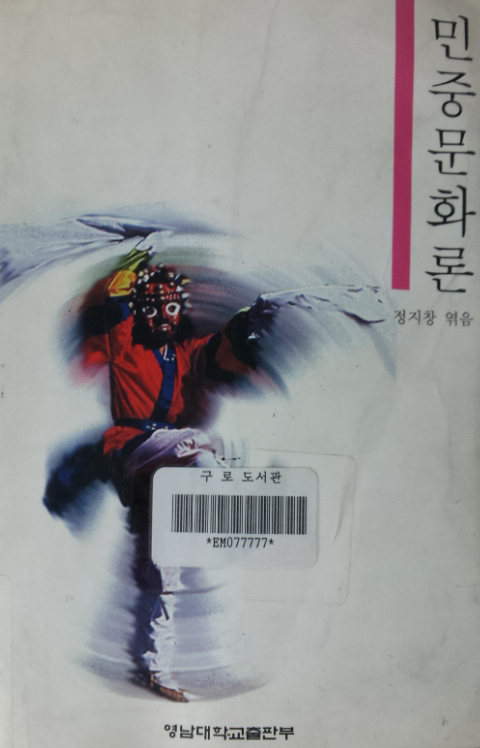 민중문화론
정지창 엮음
구로 도서관
*EM077777*
영남대학교출판부